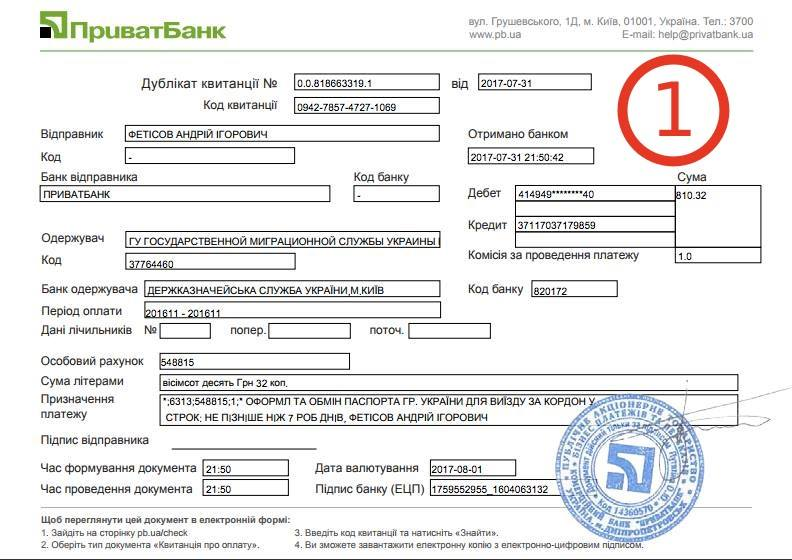 ПриватБанк
вул. Грушевського, 1Д, м. Київ, 01001, Україна. Тел.: 3700
www.pb.ua E-mail: help@privatbank.ua
Дублікат квитанції № 0.0.818663319.1 від 2017-07-31
Код квитанції 0942-7857-4727-1069
1
Відправник ФЕТІСОВ АНДРІЙ ІГОРОВИЧ Отримано банком
Код - 2017-07-31 21:50:42
Банк відправника Код банку Сума
ПРИВАТБАНК - Дебет 414949********40 810.32
Кредит 37117037179859
Одержувач ГУ ГОСУДАРСТВЕННОЙ МИГРАЦИОННОЙ СЛУЖБЫ УКРАИНЫ
Код 37764460 Комісія за проведення платежу 1.0
Банк одержувача ДЕРЖКАЗНАЧЕЙСЬКА СЛУЖБА УКРАЇНИ,М.КИЇВ Код банку 820172
Період оплати 201611 - 201611
Дані лічильників № попер. поточ.
Особовий рахунок 548815
Сума літерами вісімсот десять Грн 32 коп.
Призначення платежу *;6313;548815;1;* ОФОРМЛ ТА ОБМІН ПАСПОРТА ГР. УКРАЇНИ ДЛЯ ВИЇЗДУ ЗА КОРДОН У
СТРОК; НЕ ПІЗНІШЕ НІЖ 7 РОБ ДНІВ, ФЕТІСОВ АНДРІЙ ІГОРОВИЧ
Підпис відправника
Час формування документа 21:50 Дата валютування 2017-08-01
Час проведення документа 21:50 Підпис банку (ЕЦП) 1759552955_1604063132
ПУБЛІЧНЕ АКЦІОНЕРНЕ ТОВАРИСТВО
КОД 14360570
Щоб переглянути цей документ в електронній формі:
1. Зайдіть на сторінку pb.ua/check 3. Введіть код квитанції та натисніть «Знайти».
2. Оберіть тип документа «Квитанція про оплату». 4. Ви зможете завантажити електронну копію з електронно-цифровим підписом.